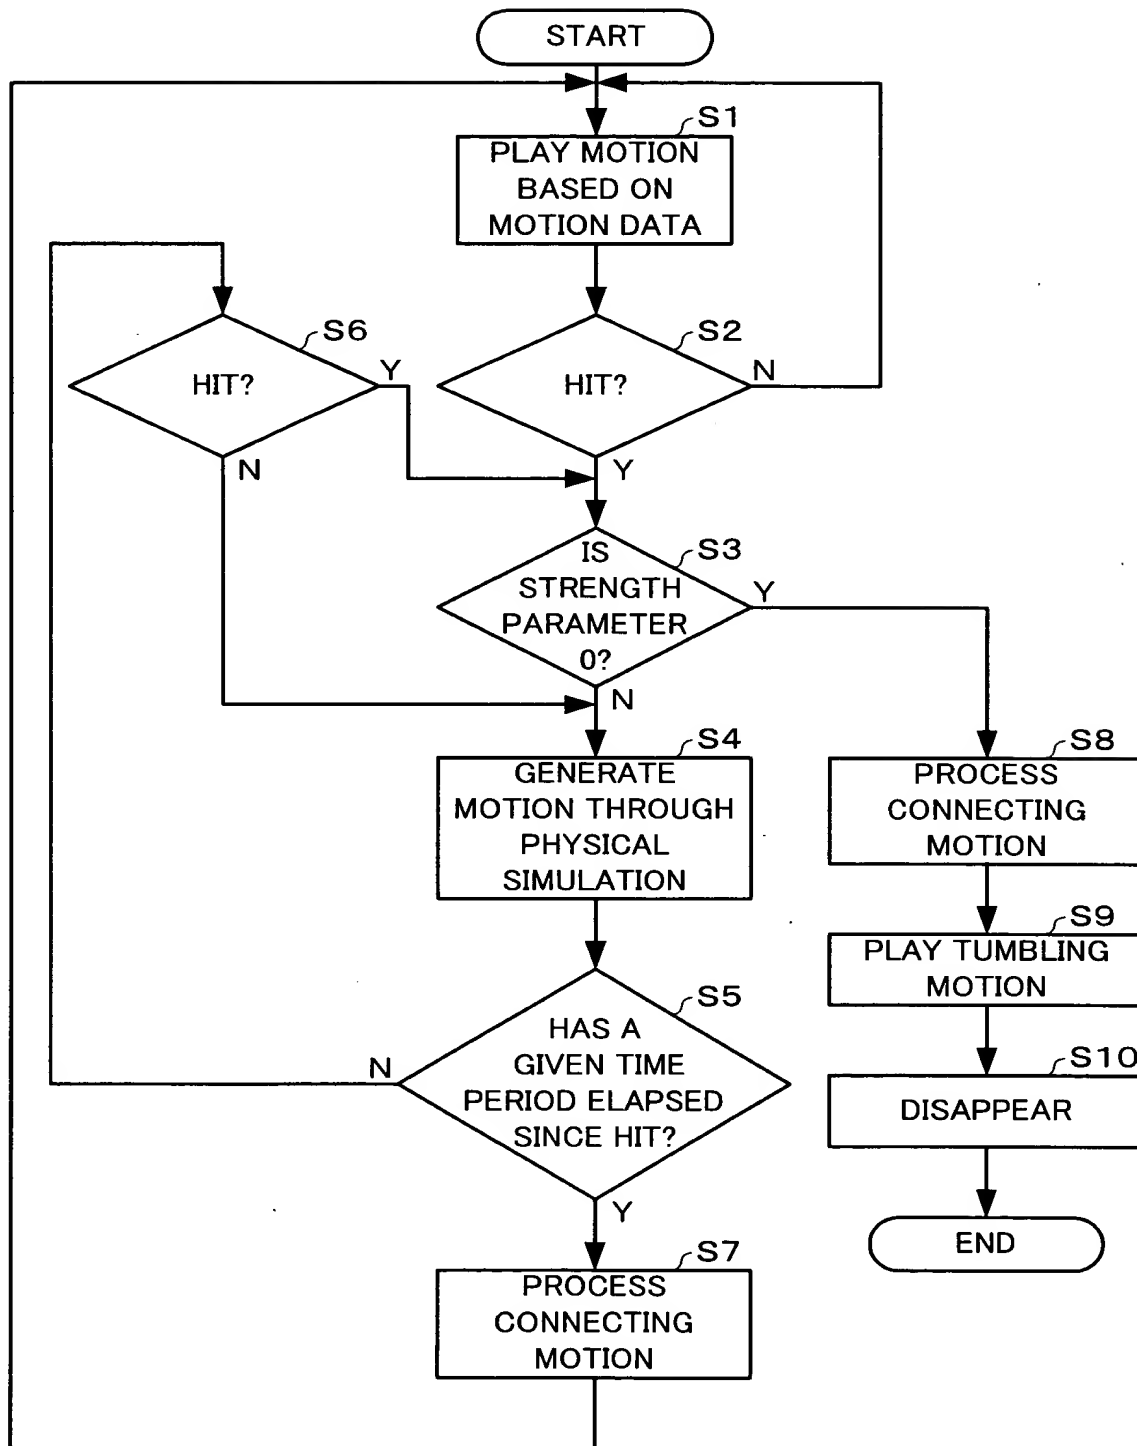 START
S1
PLAY MOTION
BASED ON
MOTION DATA
S6
HIT?
Y
N
S2
HIT?
N
Y
S3
IS
STRENGTH
PARAMETER
0?
Y
N
S4
GENERATE
MOTION THROUGH
PHYSICAL
SIMULATION
S8
PROCESS
CONNECTING
MOTION
S9
PLAY TUMBLING
MOTION
S5
HAS A
GIVEN TIME
PERIOD ELAPSED
SINCE HIT?
N
Y
S10
DISAPPEAR
END
S7
PROCESS
CONNECTING
MOTION